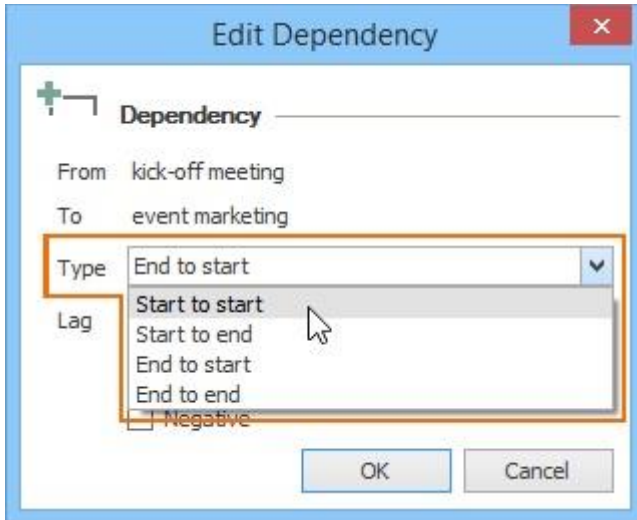 Edit Dependency
Dependency
From kick-off meeting
To event marketing
Type End to start
Start to start
Lag
Start to end
End to start
End to end
Negative
OK Cancel